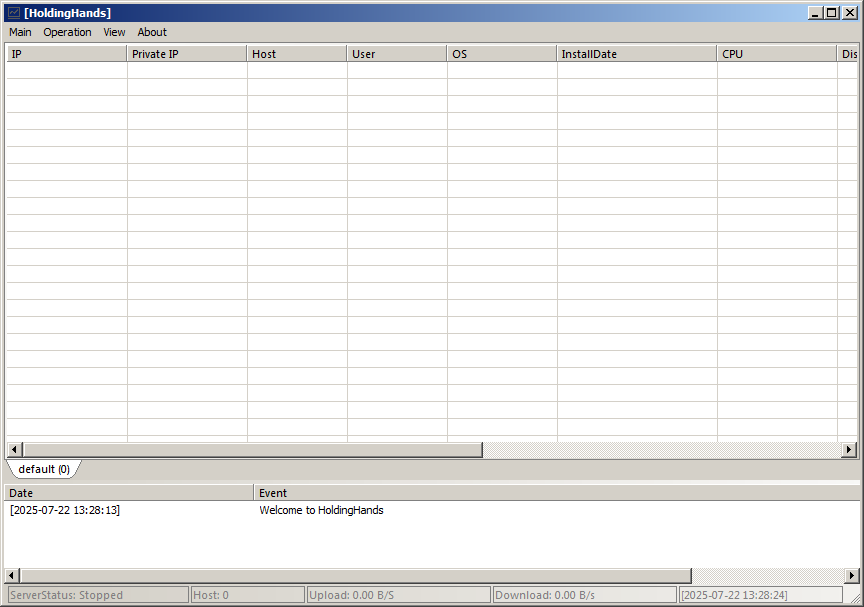 [HoldingHands]
Main Operation View About
IP Private IP Host User OS InstallDate CPU Dis
default (0)
Date Event
[2025-07-22 13:28:13] Welcome to HoldingHands
ServerStatus: Stopped Host: 0 Upload: 0.00 B/S Download: 0.00 B/s [2025-07-22 13:28:24]